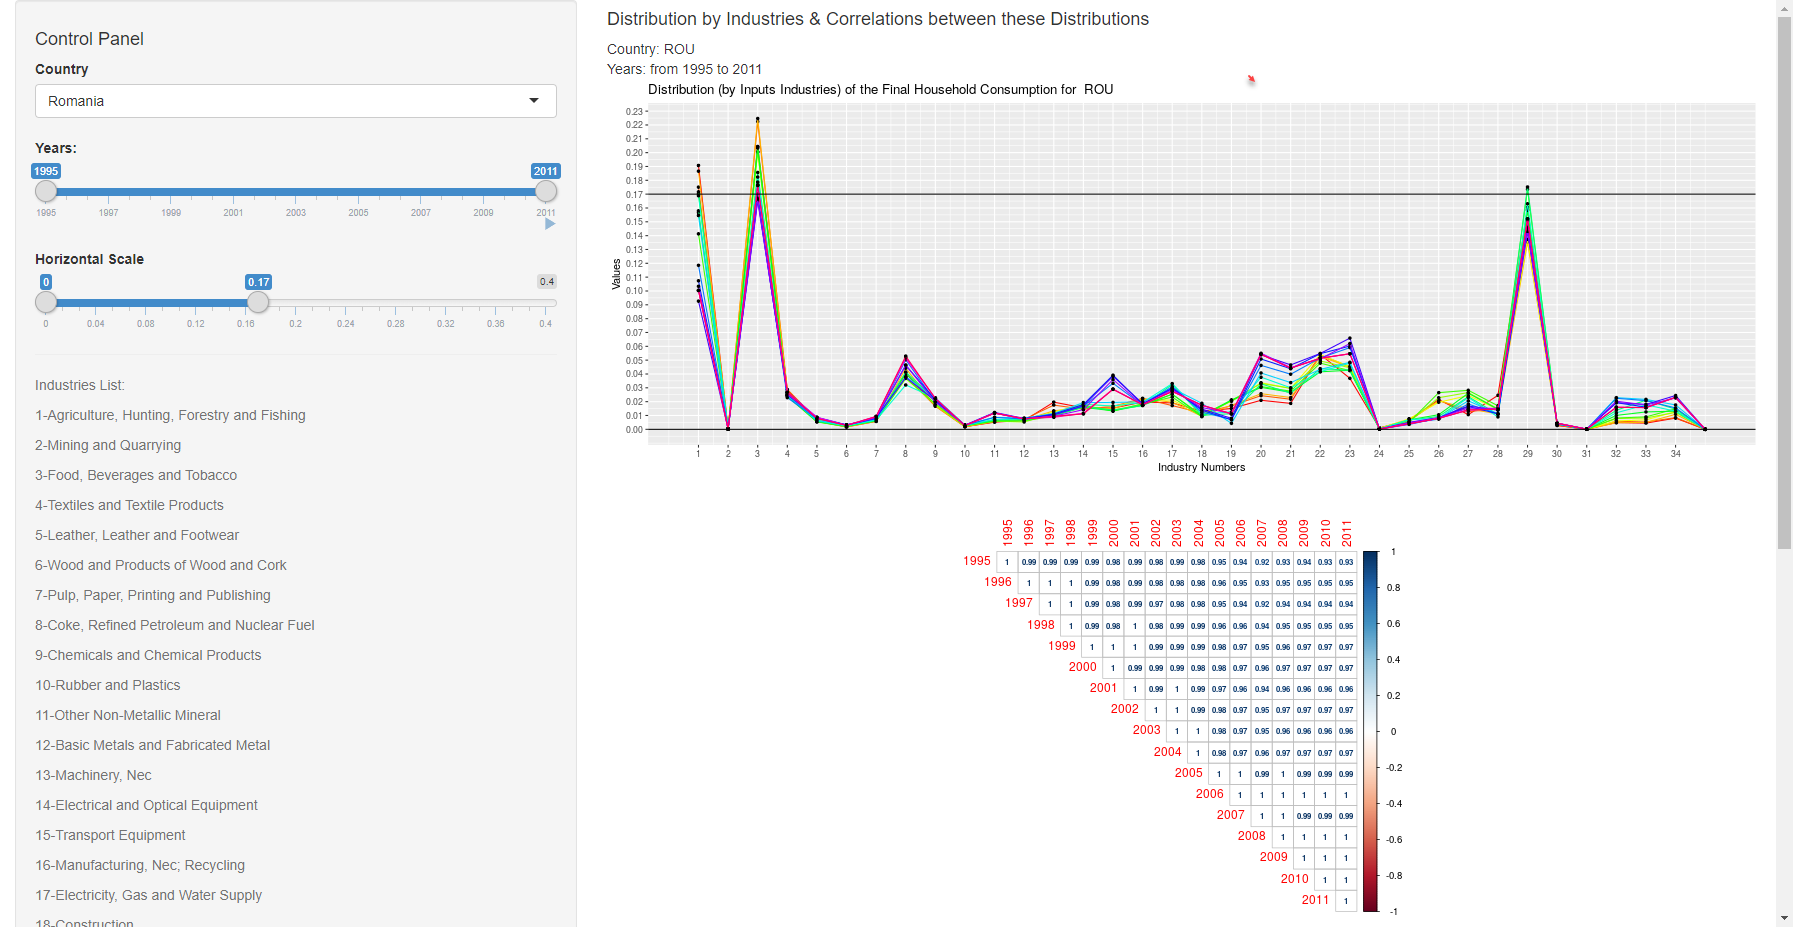 Control Panel
Country
Romania
Years:
1995 2011
1995 1997 1999 2001 2003 2005 2007 2009 2011
Horizontal Scale
0 0.17 0.4
0 0.04 0.08 0.12 0.16 0.2 0.24 0.28 0.32 0.36 0.4
Industries List:
1-Agriculture, Hunting, Forestry and Fishing
2-Mining and Quarrying
3-Food, Beverages and Tobacco
4-Textiles and Textile Products
5-Leather, Leather and Footwear
6-Wood and Products of Wood and Cork
7-Pulp, Paper, Printing and Publishing
8-Coke, Refined Petroleum and Nuclear Fuel
9-Chemicals and Chemical Products
10-Rubber and Plastics
11-Other Non-Metallic Mineral
12-Basic Metals and Fabricated Metal
13-Machinery, Nec
14-Electrical and Optical Equipment
15-Transport Equipment
16-Manufacturing, Nec; Recycling
17-Electricity, Gas and Water Supply
18-Construction
Distribution by Industries & Correlations between these Distributions
Country: ROU
Years: from 1995 to 2011
Distribution (by Inputs Industries) of the Final Household Consumption for ROU
0.23
0.22
0.21
0.20
0.19
0.18
0.17
0.16
0.15
0.14
0.13
0.12
0.11
0.10
0.09
0.08
0.07
0.06
0.05
0.04
0.03
0.02
0.01
0.00
Values
1 2 3 4 5 6 7 8 9 10 11 12 13 14 15 16 17 18 19 20 21 22 23 24 25 26 27 28 29 30 31 32 33 34
Industry Numbers
1995 1996 1997 1998 1999 2000 2001 2002 2003 2004 2005 2006 2007 2008 2009 2010 2011
1995 1 0.99 0.99 0.99 0.99 0.98 0.99 0.98 0.99 0.98 0.95 0.94 0.92 0.93 0.94 0.93 0.93
1996 1 1 1 0.99 0.99 0.98 0.98 0.98 0.98 0.96 0.95 0.93 0.95 0.95 0.95 0.95
1997 1 1 0.99 0.98 0.99 0.97 0.98 0.98 0.95 0.94 0.92 0.94 0.94 0.94 0.94
1998 1 0.99 0.98 1 0.98 0.99 0.99 0.96 0.96 0.94 0.95 0.95 0.95 0.95
1999 1 1 1 0.99 0.99 0.99 0.98 0.97 0.95 0.96 0.97 0.97 0.97
2000 1 0.99 0.99 0.99 0.98 0.98 0.97 0.96 0.97 0.97 0.97 0.97
2001 1 0.99 1 0.99 0.97 0.96 0.94 0.96 0.96 0.96 0.96
2002 1 1 0.99 0.98 0.97 0.95 0.97 0.97 0.97 0.97
2003 1 1 0.98 0.97 0.95 0.96 0.96 0.96 0.96
2004 1 0.98 0.97 0.96 0.97 0.97 0.97 0.97
2005 1 1 0.99 1 0.99 0.99 0.99
2006 1 1 1 1 1 1
2007 1 1 0.99 0.99 0.99
2008 1 1 1 1
2009 1 1 1
2010 1 1
2011 1
1
0.8
0.6
0.4
0.2
0
-0.2
-0.4
-0.6
-0.8
-1